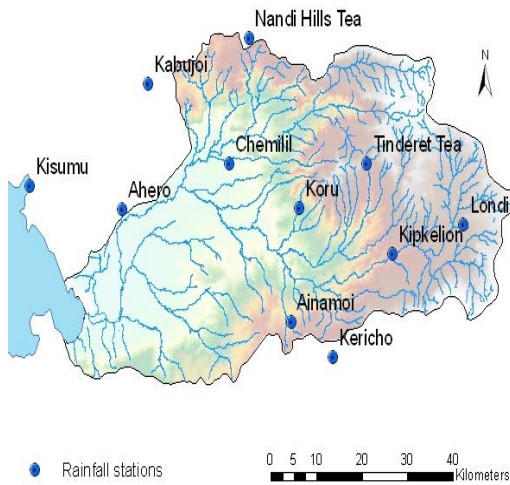 Nandi Hills Tea
N
Kabujoi
Chemilil
Tinderet Tea
Kisumu
Ahero
Koru
Londi
Kipkelion
Ainamoi
Kericho
Rainfall stations
0 5 10 20 30 40
Kilometers